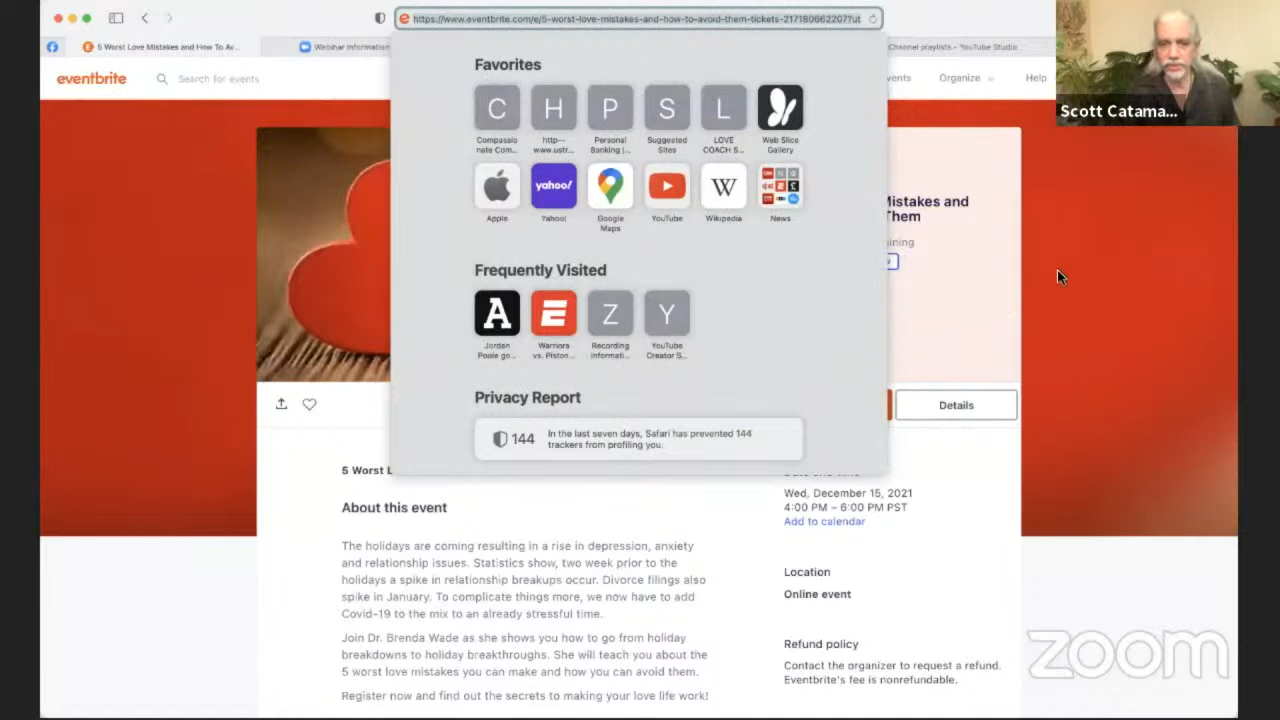 https://www.eventbrite.com/e/5-worst-love-mistakes-and-how-to-avoid-them-tickets-217180662207?ut
5 Worst Love Mistakes and How To Av...
Webinar Information
Channel playlists - YouTube Studio
eventbrite
Search for events
Organize
Help
Scott Catama...
Favorites
C
H
P
S
L
Compassio
nate Com...
http--
www.ustr...
Personal
Banking |...
Suggested
Sites
LOVE
COACH S...
Web Slice
Gallery
yahoo!
W
Apple
Yahoo!
Google
Maps
YouTube
Wikipedia
News
Mistakes and
Them
ining
Frequently Visited
A
E
Z
Y
Jordan
Poole go...
Warriors
vs. Piston...
Recording
Informati...
YouTube
Creator S...
Privacy Report
144
In the last seven days, Safari has prevented 144
trackers from profiling you.
Details
5 Worst L
About this event
The holidays are coming resulting in a rise in depression, anxiety
and relationship issues. Statistics show, two week prior to the
holidays a spike in relationship breakups occur. Divorce filings also
spike in January. To complicate things more, we now have to add
Covid-19 to the mix to an already stressful time.
Join Dr. Brenda Wade as she shows you how to go from holiday
breakdowns to holiday breakthroughs. She will teach you about the
5 worst love mistakes you can make and how you can avoid them.
Register now and find out the secrets to making your love life work!
Wed, December 15, 2021
4:00 PM – 6:00 PM PST
Add to calendar
Location
Online event
Refund policy
Contact the organizer to request a refund.
Eventbrite's fee is nonrefundable.
zoom